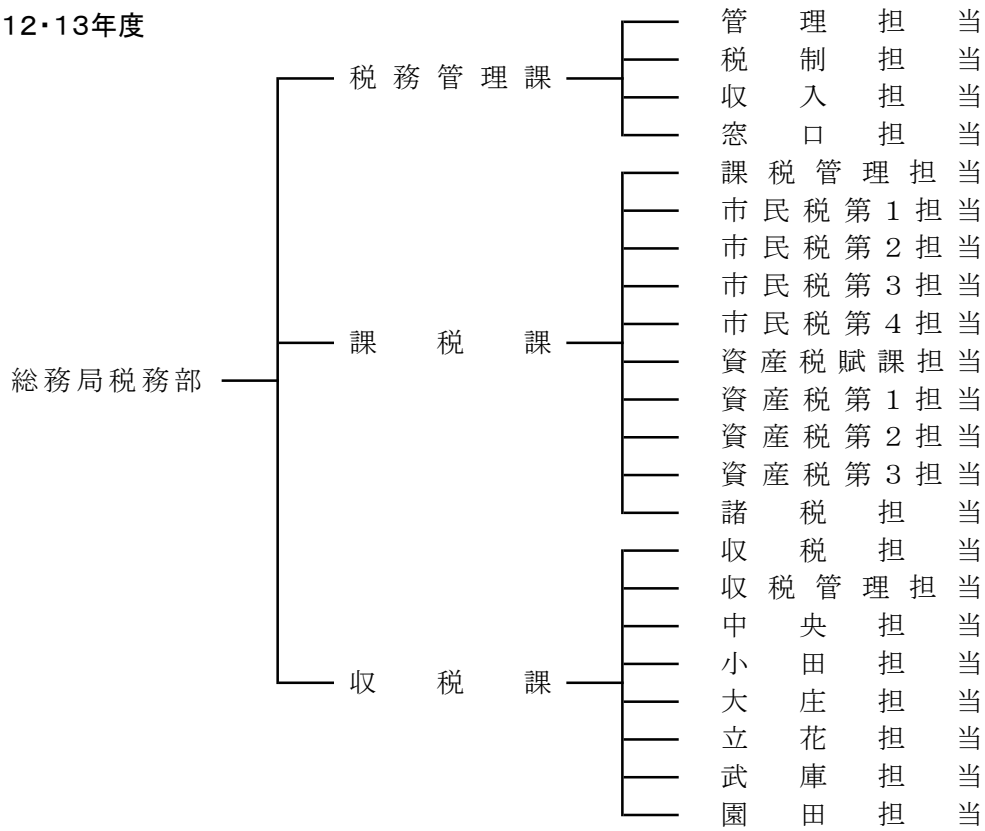 12・13年度
総務局税務部
税務管理課
管理担当
税制担当
収入担当
窓口担当
課税課
課税管理担当
市民税第1担当
市民税第2担当
市民税第3担当
市民税第4担当
資産税賦課担当
資産税第1担当
資産税第2担当
資産税第3担当
諸税担当
収税課
収税担当
収税管理担当
中央担当
小田担当
大庄担当
立花担当
武庫担当
園田担当